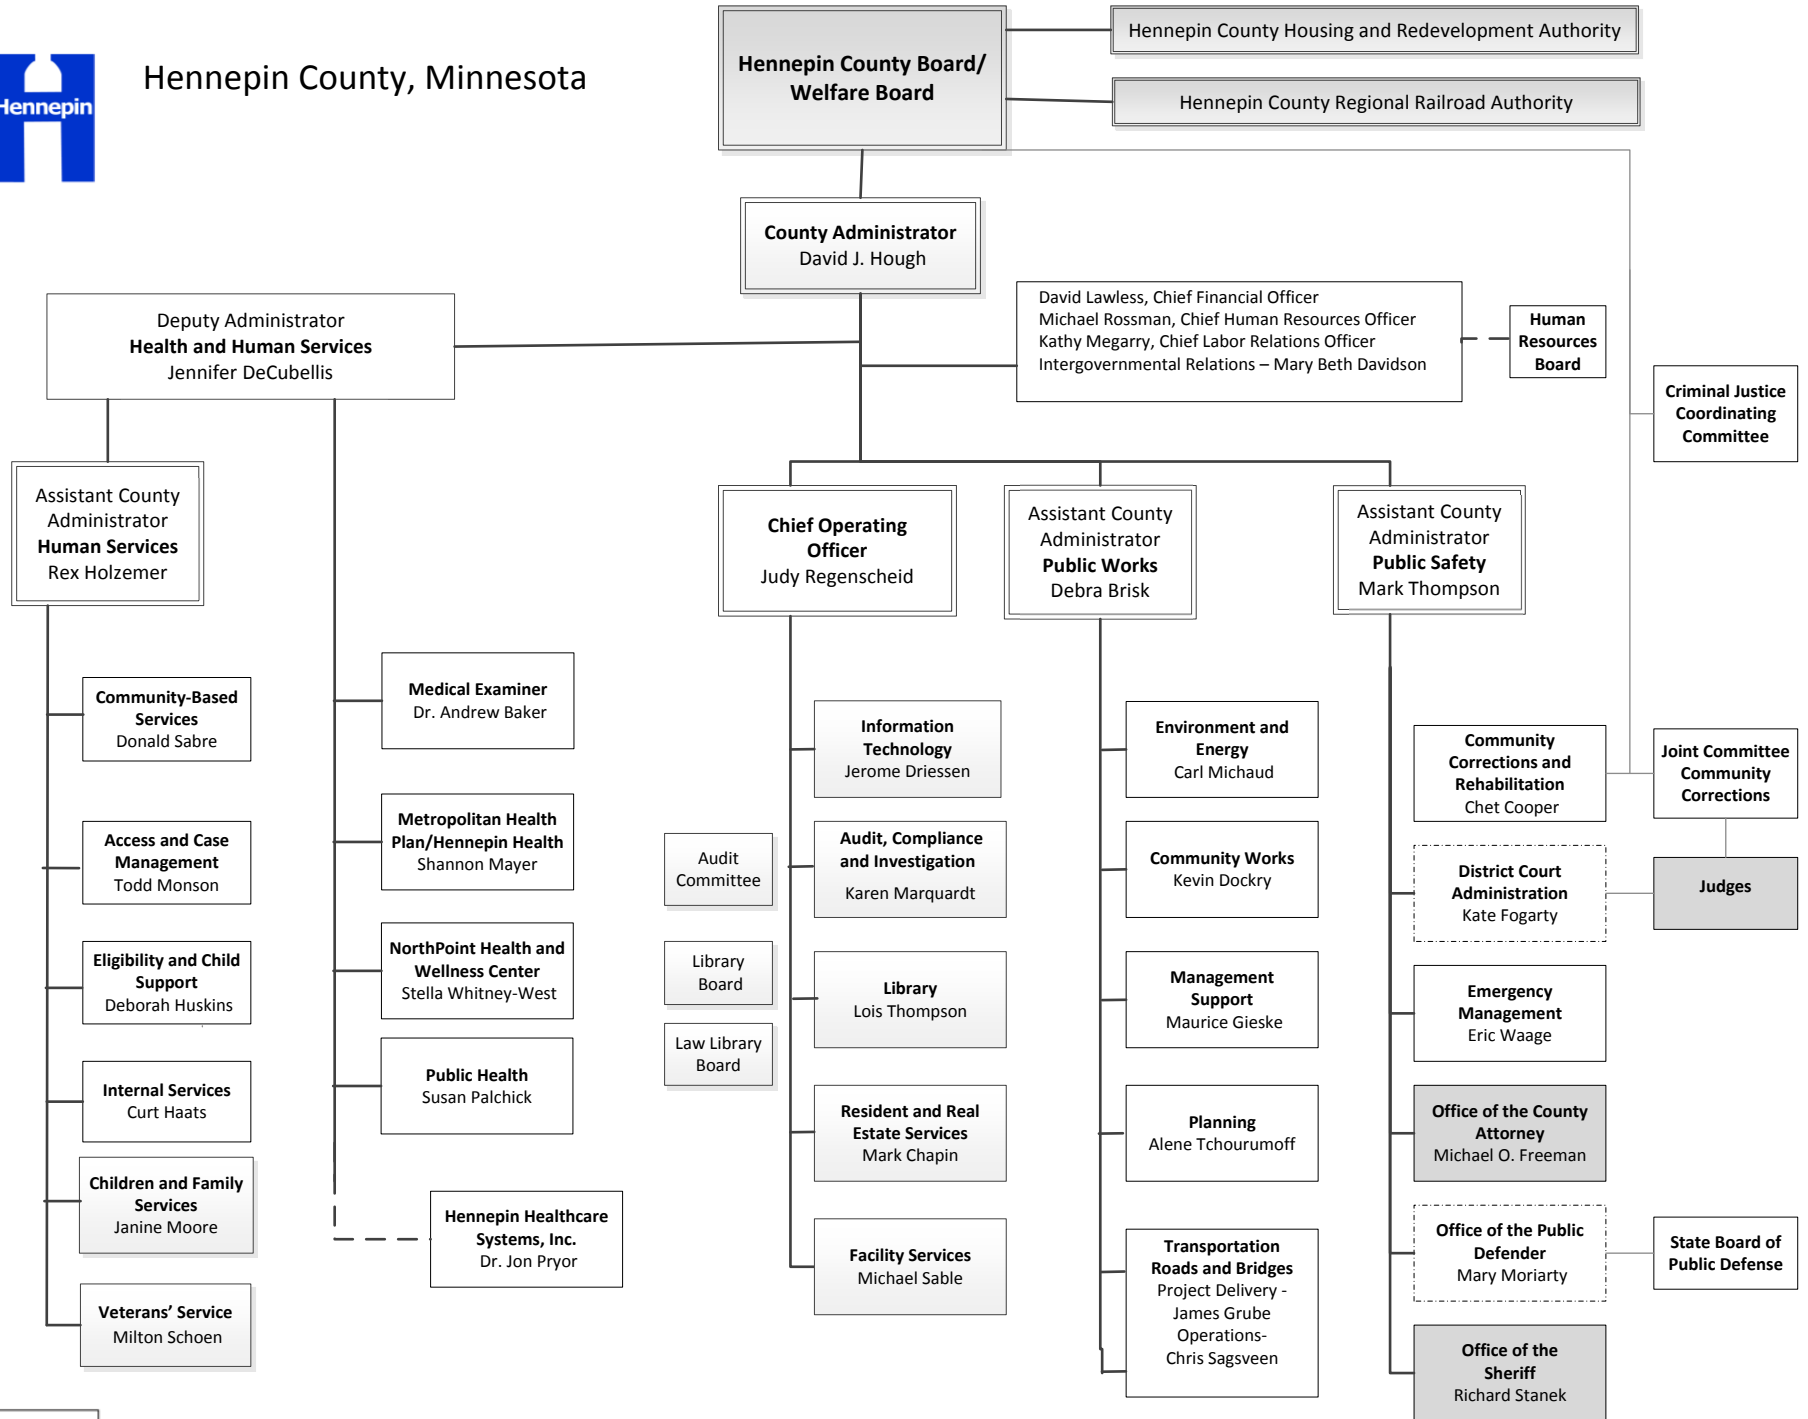 Hennepin
Hennepin County, Minnesota
Hennepin County Board/
Welfare Board
Hennepin County Housing and Redevelopment Authority
Hennepin County Regional Railroad Authority
County Administrator
David J. Hough
Deputy Administrator
Health and Human Services
Jennifer DeCubellis
David Lawless, Chief Financial Officer
Michael Rossman, Chief Human Resources Officer
Kathy Megarry, Chief Labor Relations Officer
Intergovernmental Relations – Mary Beth Davidson
Human
Resources
Board
Criminal Justice
Coordinating
Committee
Assistant County
Administrator
Human Services
Rex Holzemer
Chief Operating
Officer
Judy Regenscheid
Assistant County
Administrator
Public Works
Debra Brisk
Assistant County
Administrator
Public Safety
Mark Thompson
Community-Based
Services
Donald Sabre
Access and Case
Management
Todd Monson
Eligibility and Child
Support
Deborah Huskins
Internal Services
Curt Haats
Children and Family
Services
Janine Moore
Veterans' Service
Milton Schoen
Medical Examiner
Dr. Andrew Baker
Metropolitan Health
Plan/Hennepin Health
Shannon Mayer
NorthPoint Health and
Wellness Center
Stella Whitney-West
Public Health
Susan Palchick
Hennepin Healthcare
Systems, Inc.
Dr. Jon Pryor
Audit
Committee
Library
Board
Law Library
Board
Information
Technology
Jerome Driessen
Audit, Compliance
and Investigation
Karen Marquardt
Library
Lois Thompson
Resident and Real
Estate Services
Mark Chapin
Facility Services
Michael Sable
Environment and
Energy
Carl Michaud
Community Works
Kevin Dockry
Management
Support
Maurice Gieske
Planning
Alene Tchourumoff
Transportation
Roads and Bridges
Project Delivery -
James Grube
Operations-
Chris Sagsveen
Community
Corrections and
Rehabilitation
Chet Cooper
District Court
Administration
Kate Fogarty
Emergency
Management
Eric Waage
Office of the County
Attorney
Michael O. Freeman
Office of the Public
Defender
Mary Moriarty
Office of the
Sheriff
Richard Stanek
Joint Committee
Community
Corrections
Judges
State Board of
Public Defense